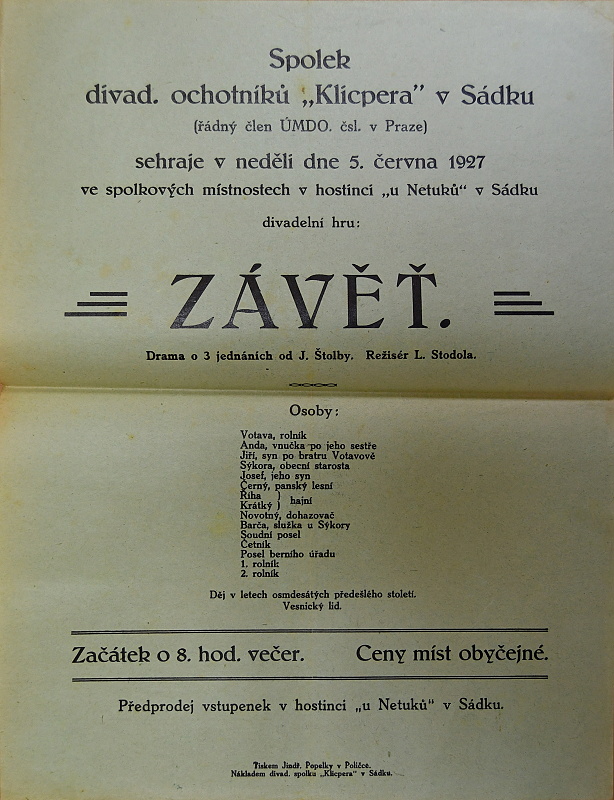 Spolek
divad. ochotníků „Klicpera" v Sádku
(řádný člen ÚMDO. čsl. v Praze)
sehraje v neděli dne 5. června 1927
ve spolkových místnostech v hostinci „u Netuků" v Sádku
divadelní hru:
ZÁVĚŤ.
Drama o 3 jednáních od J. Štolby. Režisér L. Stodola.
Osoby:
Votava, rolník
Anda, vnučka po jeho sestře
Jiří, syn po bratru Votavově
Sýkora, obecní starosta
Josef, jeho syn
Černý, panský lesní
Říha }
Krátký } hajní
Novotný, dohazovač
Barča, služka u Sýkory
Soudní posel
Četník
Posel berního úřadu
1. rolník
2. rolník
Děj v letech osmdesátých předešlého století.
Vesnický lid.
Začátek o 8. hod. večer. Ceny míst obyčejné.
Předprodej vstupenek v hostinci „u Netuků" v Sádku.
Tiskem Jindř. Popelky v Poličce.
Nákladem divad. spolku „Klicpera" v Sádku.